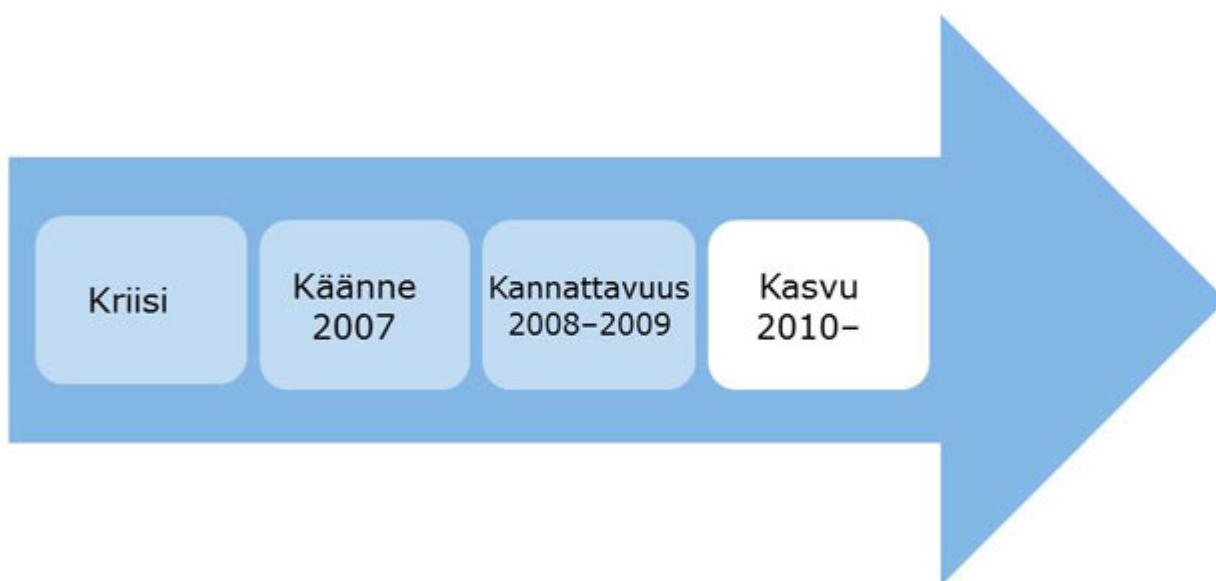 Kriisi
Käänne
2007
Kannattavuus
2008–2009
Kasvu
2010–